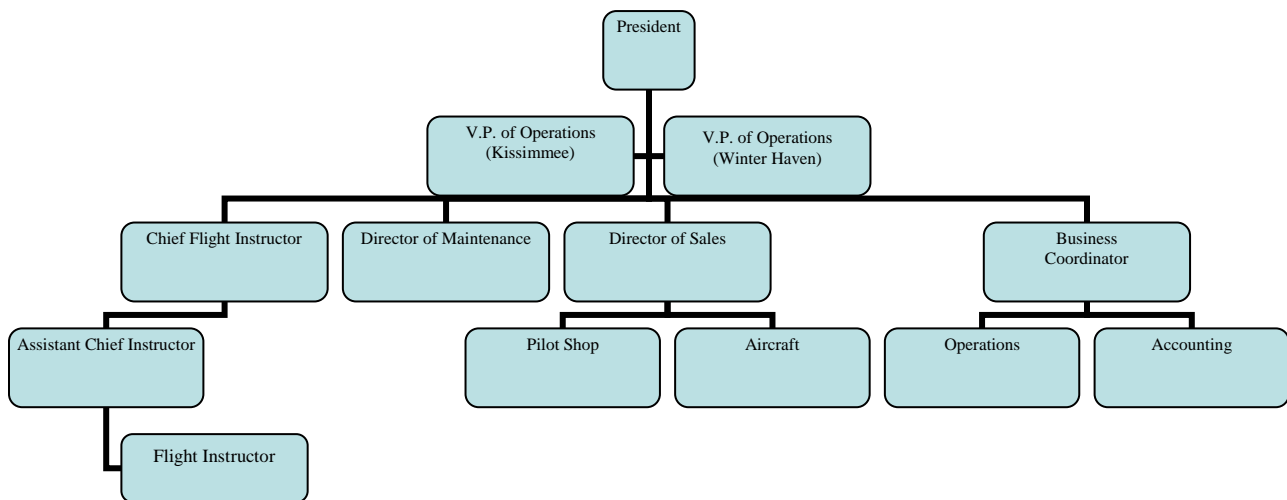 President
V.P. of Operations
(Kissimmee)
V.P. of Operations
(Winter Haven)
Chief Flight Instructor
Director of Maintenance
Director of Sales
Business
Coordinator
Assistant Chief Instructor
Pilot Shop
Aircraft
Operations
Accounting
Flight Instructor